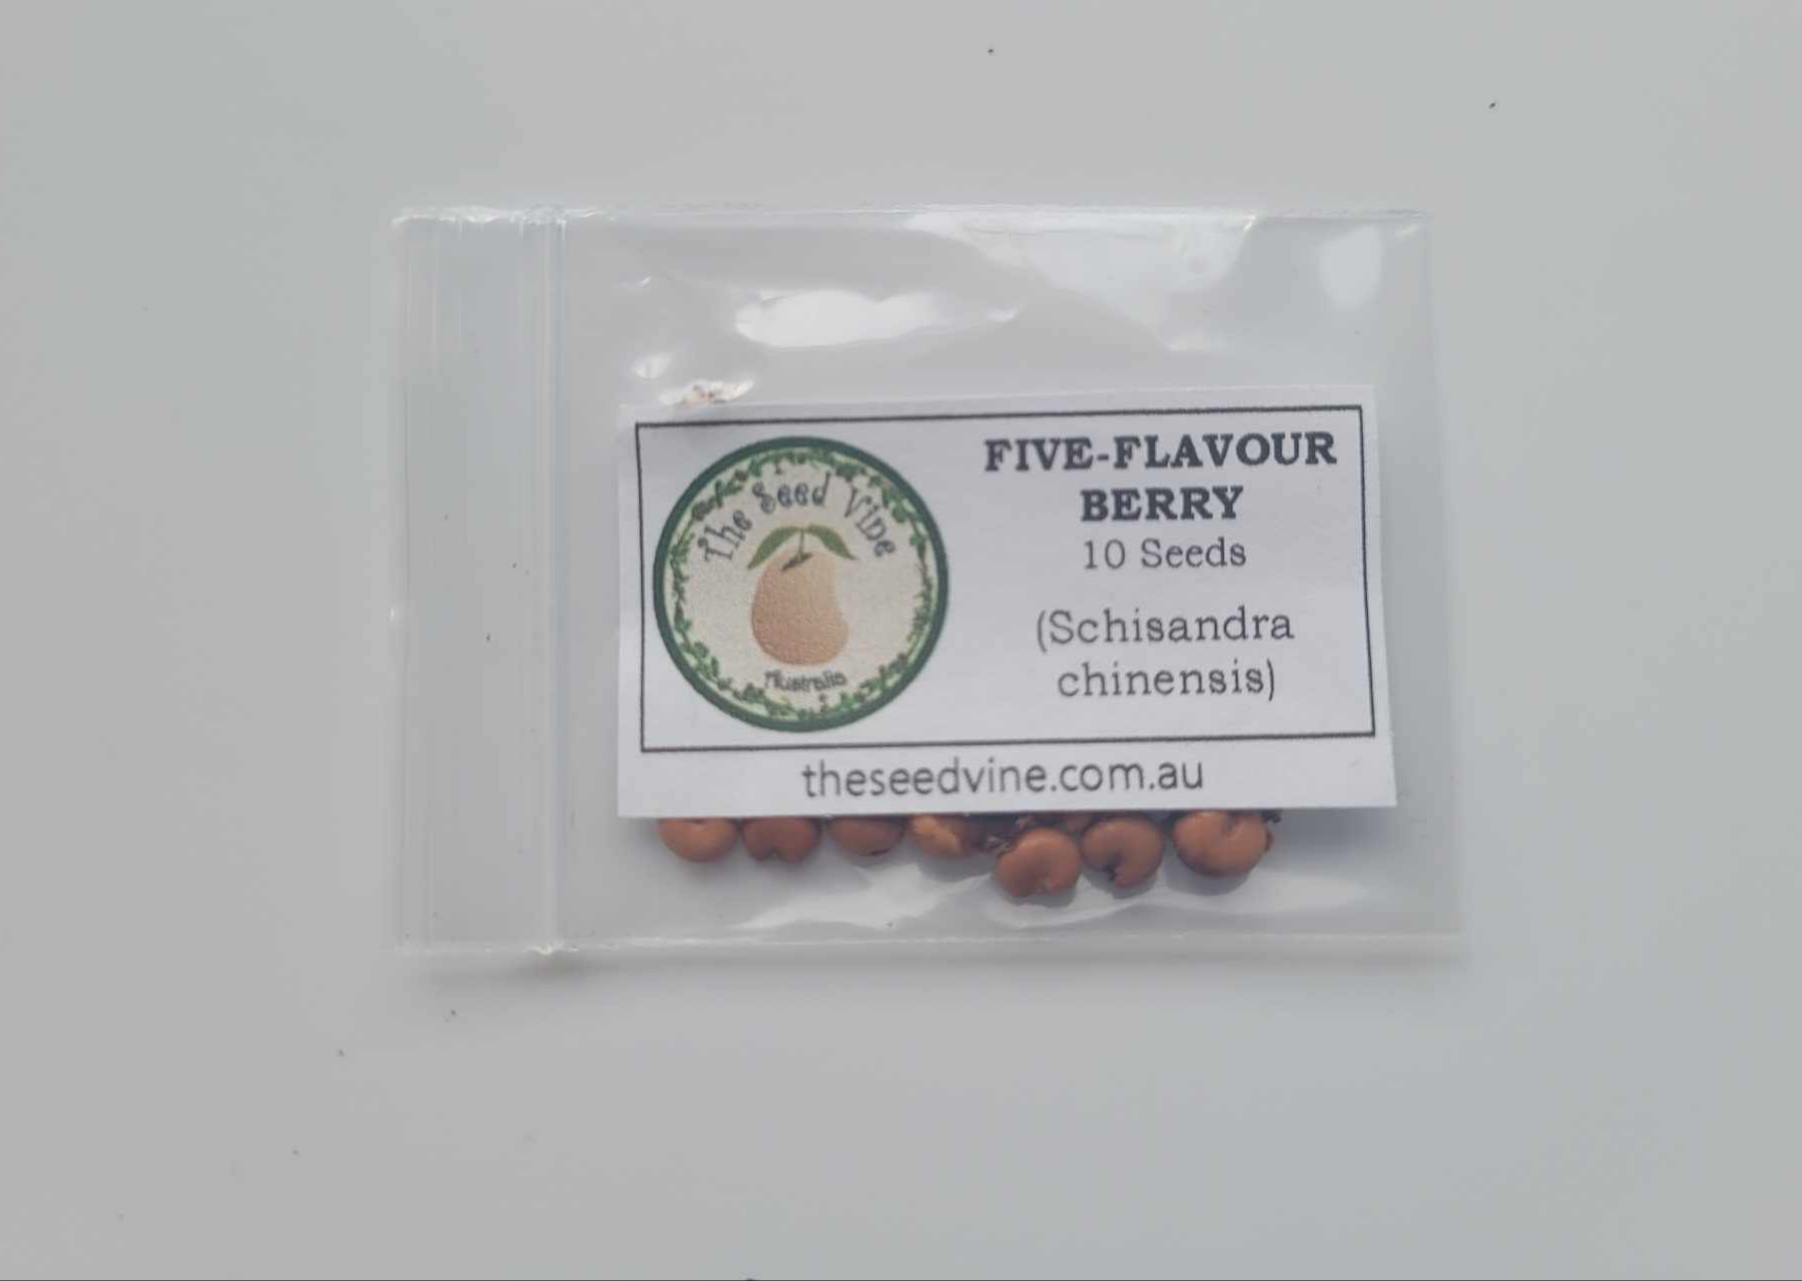 The Seed Vine
Australia
FIVE-FLAVOUR
BERRY
10 Seeds
(Schisandra
chinensis)
theseedvine.com.au